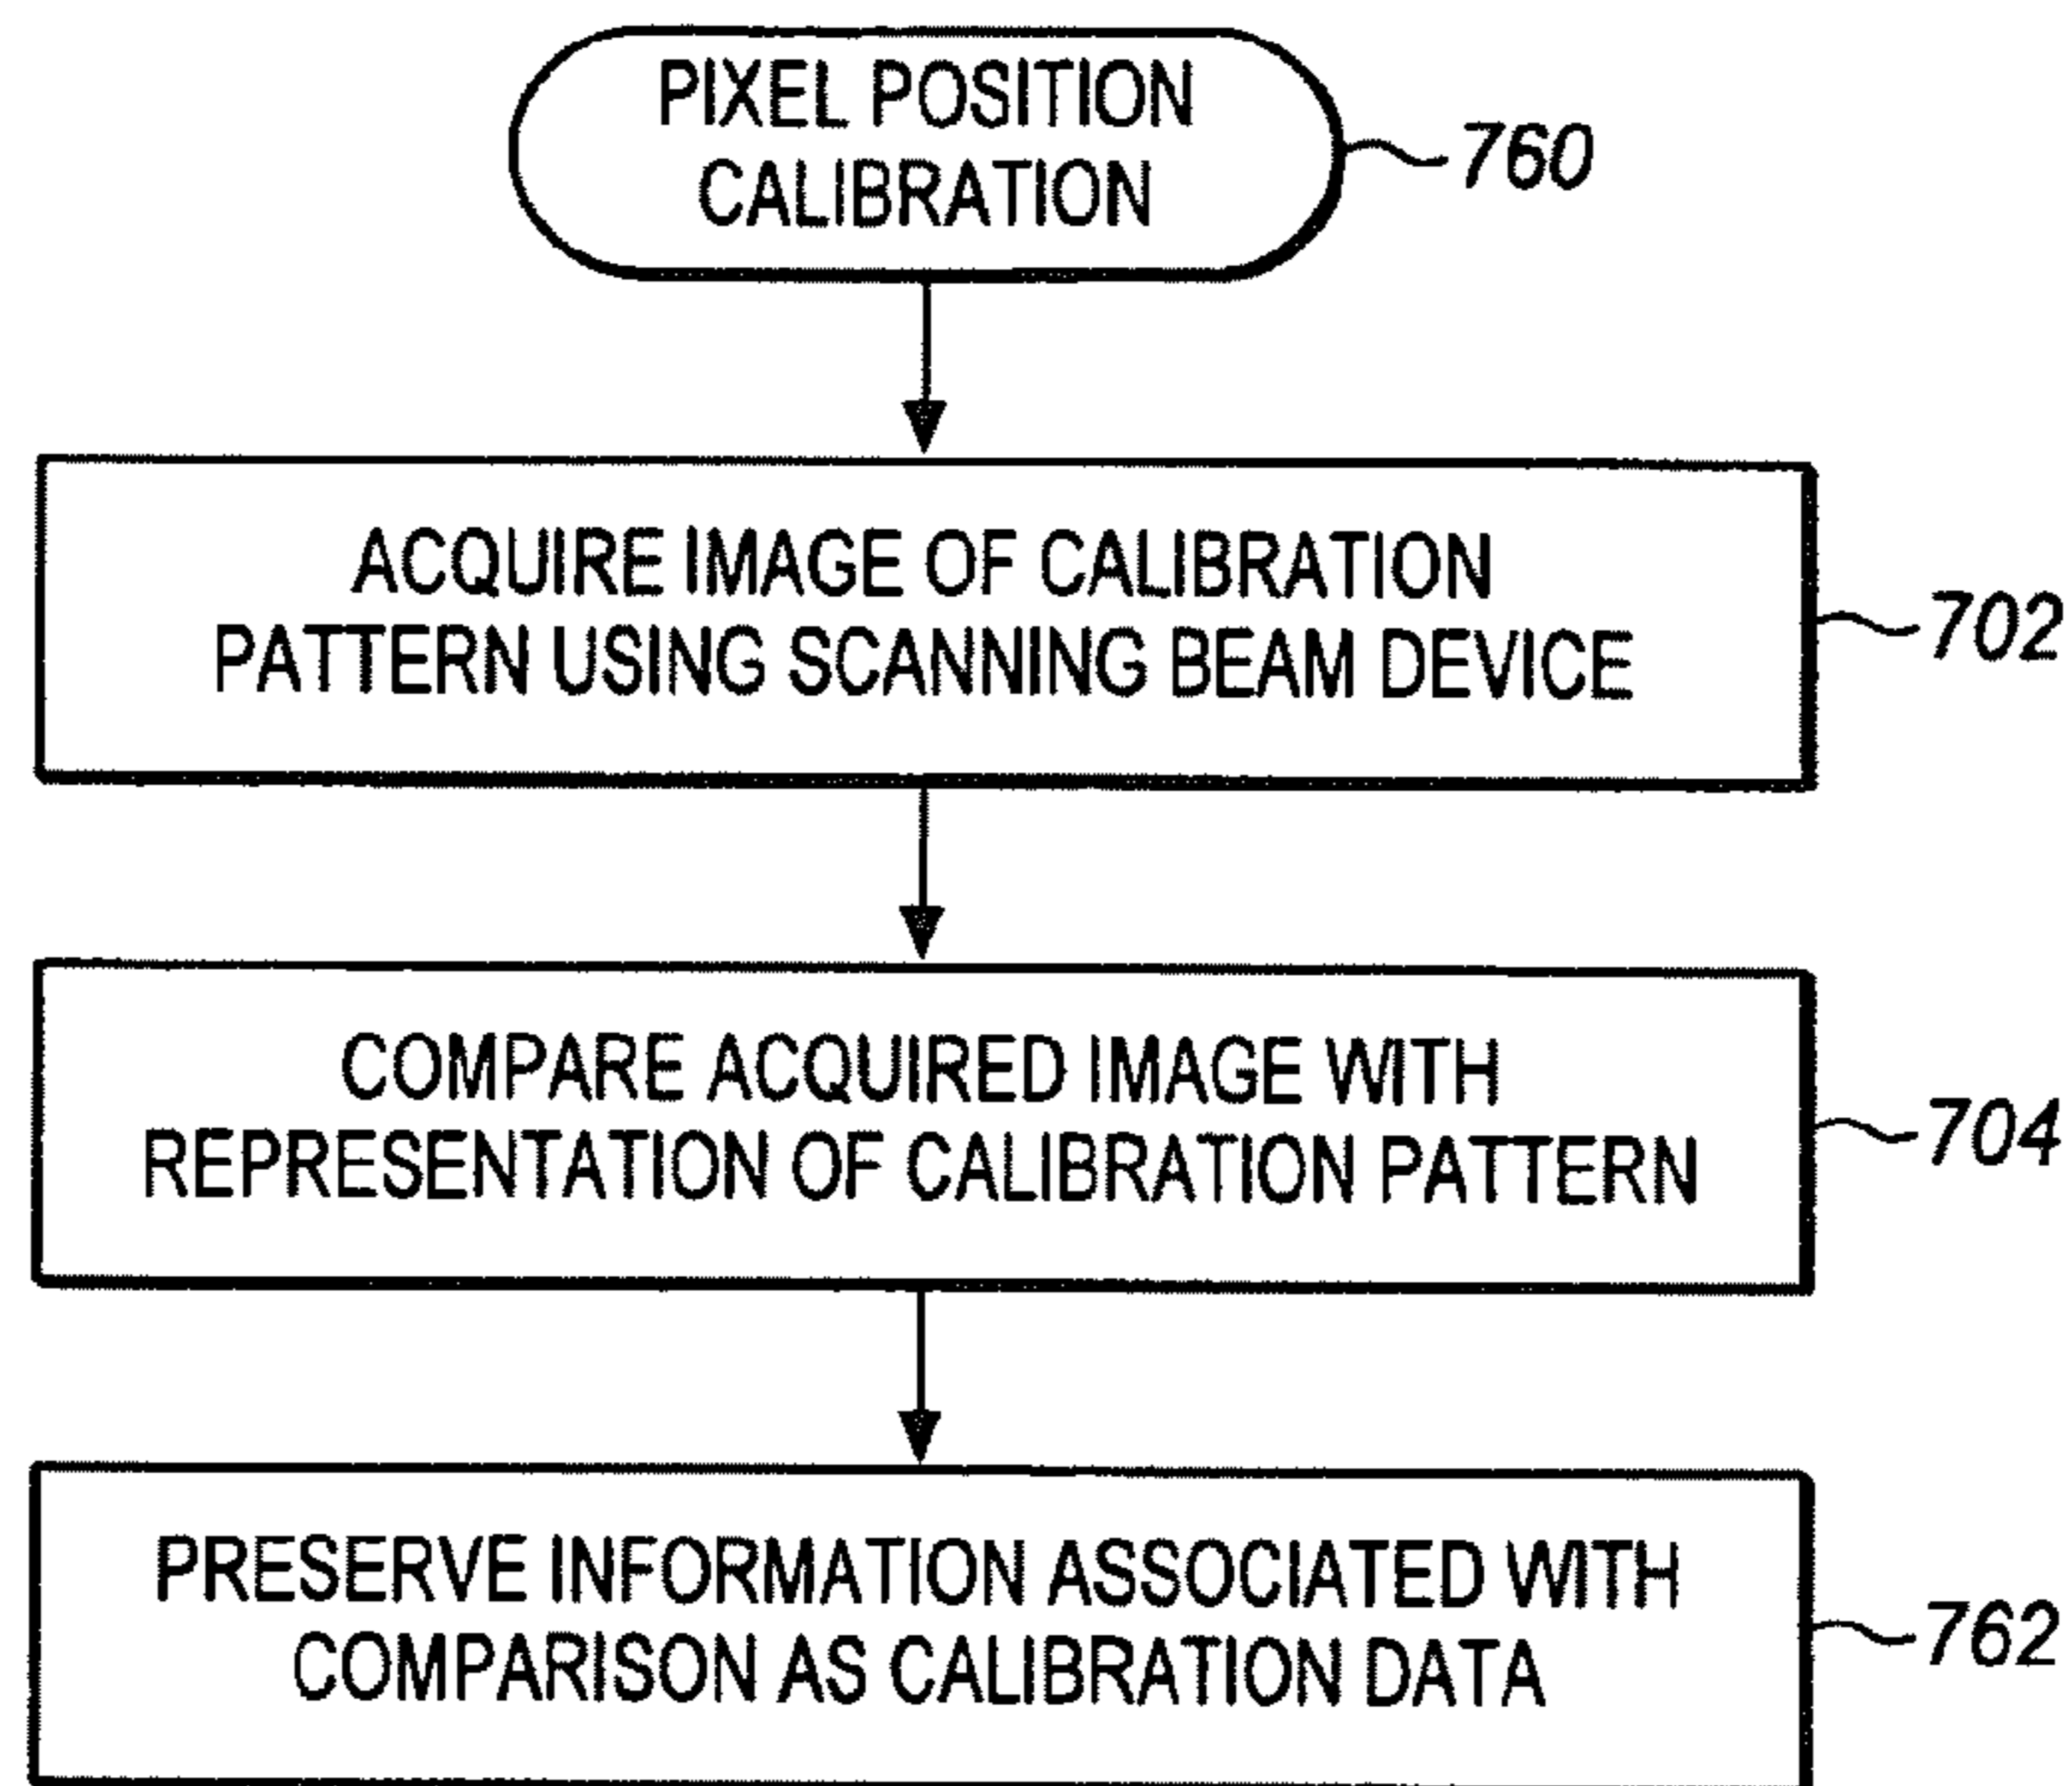 PIXEL POSITION
CALIBRATION
760
ACQUIRE IMAGE OF CALIBRATION
PATTERN USING SCANNING BEAM DEVICE
702
COMPARE ACQUIRED IMAGE WITH
REPRESENTATION OF CALIBRATION PATTERN
704
PRESERVE INFORMATION ASSOCIATED WITH
COMPARISON AS CALIBRATION DATA
762